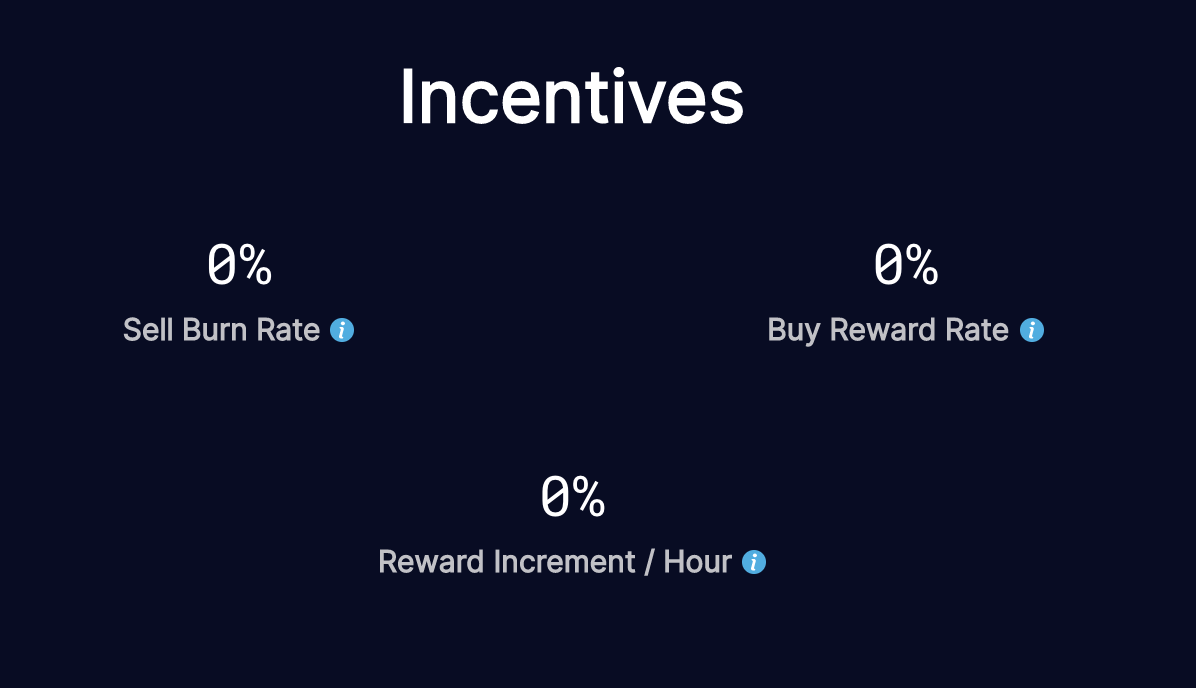 Incentives
0% 0%
Sell Burn Rate i Buy Reward Rate i
0%
Reward Increment / Hour i